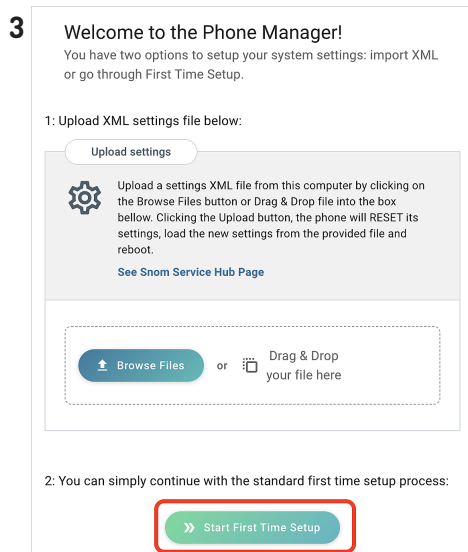 3
Welcome to the Phone Manager!
You have two options to setup your system settings: import XML
or go through First Time Setup.
1: Upload XML settings file below:
Upload settings
Upload a settings XML file from this computer by clicking on
the Browse Files button or Drag & Drop file into the box
bellow. Clicking the Upload button, the phone will RESET its
settings, load the new settings from the provided file and
reboot.
See Snom Service Hub Page
Browse Files or Drag & Drop
your file here
2: You can simply continue with the standard first time setup process:
Start First Time Setup